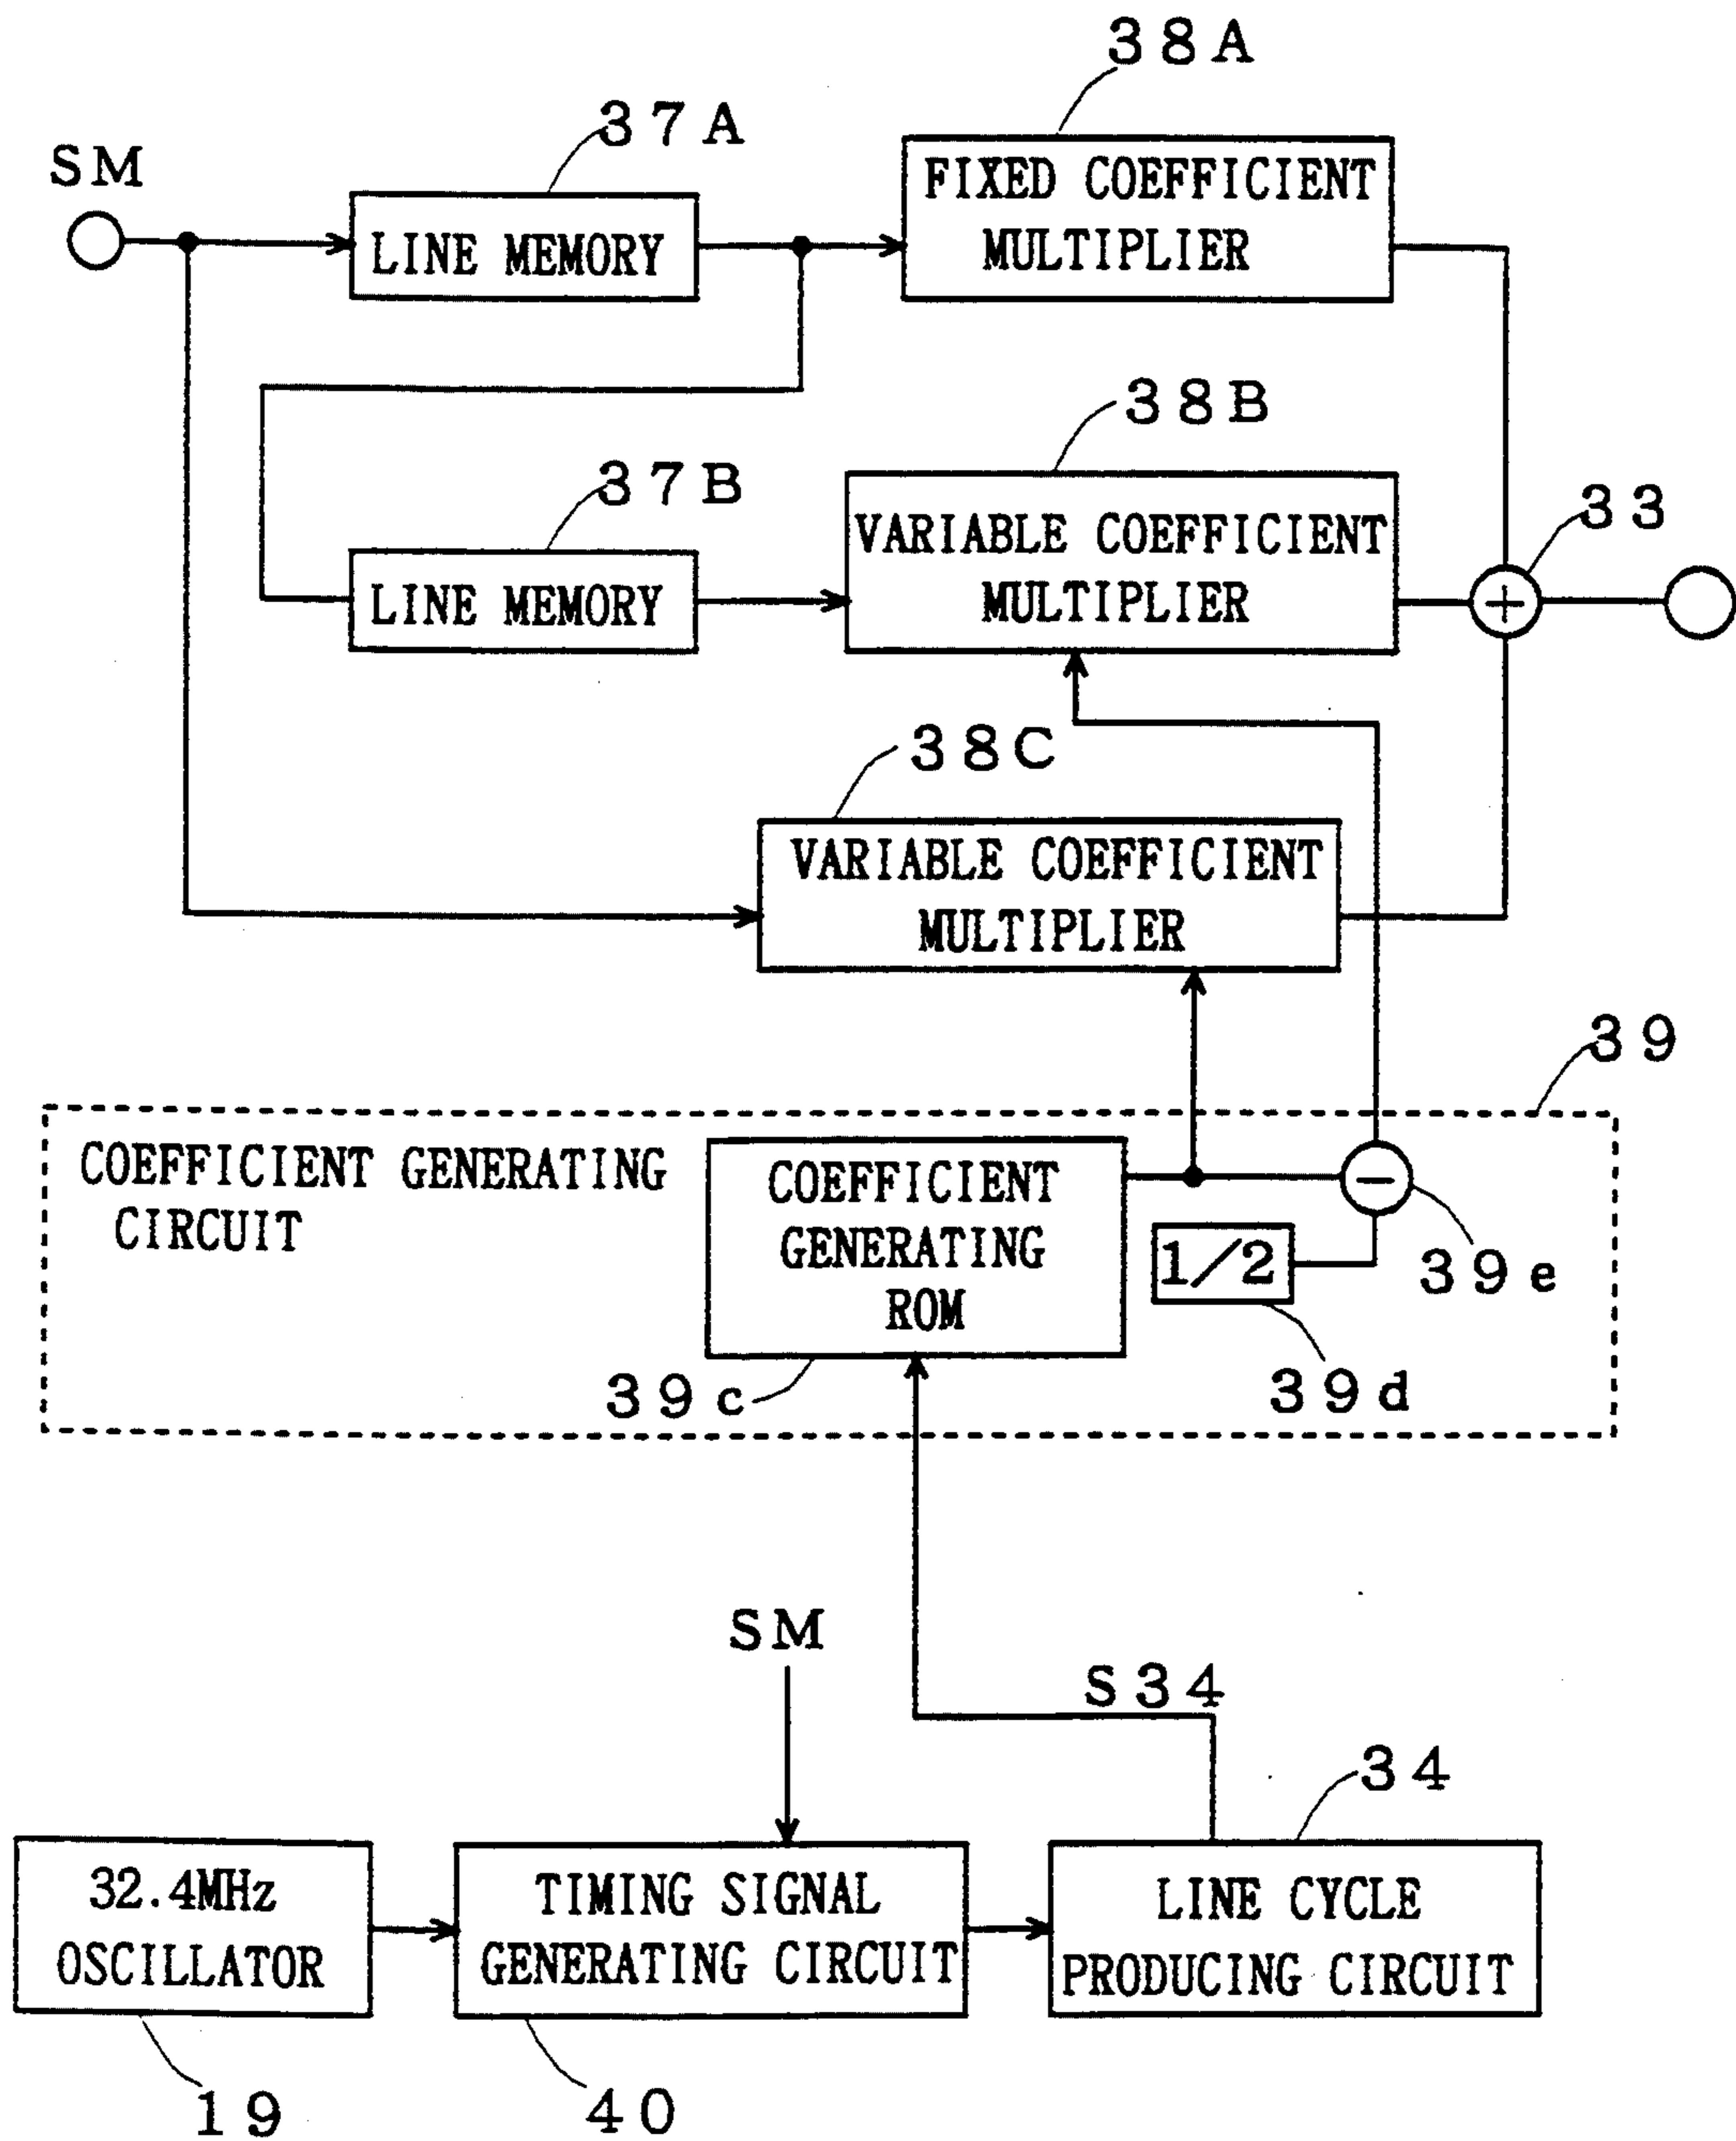 38A
37A
SM
FIXED COEFFICIENT
MULTIPLIER
LINE MEMORY
38B
37B
33
VARIABLE COEFFICIENT
MULTIPLIER
LINE MEMORY
+
38C
VARIABLE COEFFICIENT
MULTIPLIER
39
COEFFICIENT GENERATING
CIRCUIT
COEFFICIENT
GENERATING
ROM
−
1/2
39e
39c
39d
SM
S34
34
32.4MHz
OSCILLATOR
TIMING SIGNAL
GENERATING CIRCUIT
LINE CYCLE
PRODUCING CIRCUIT
19
40